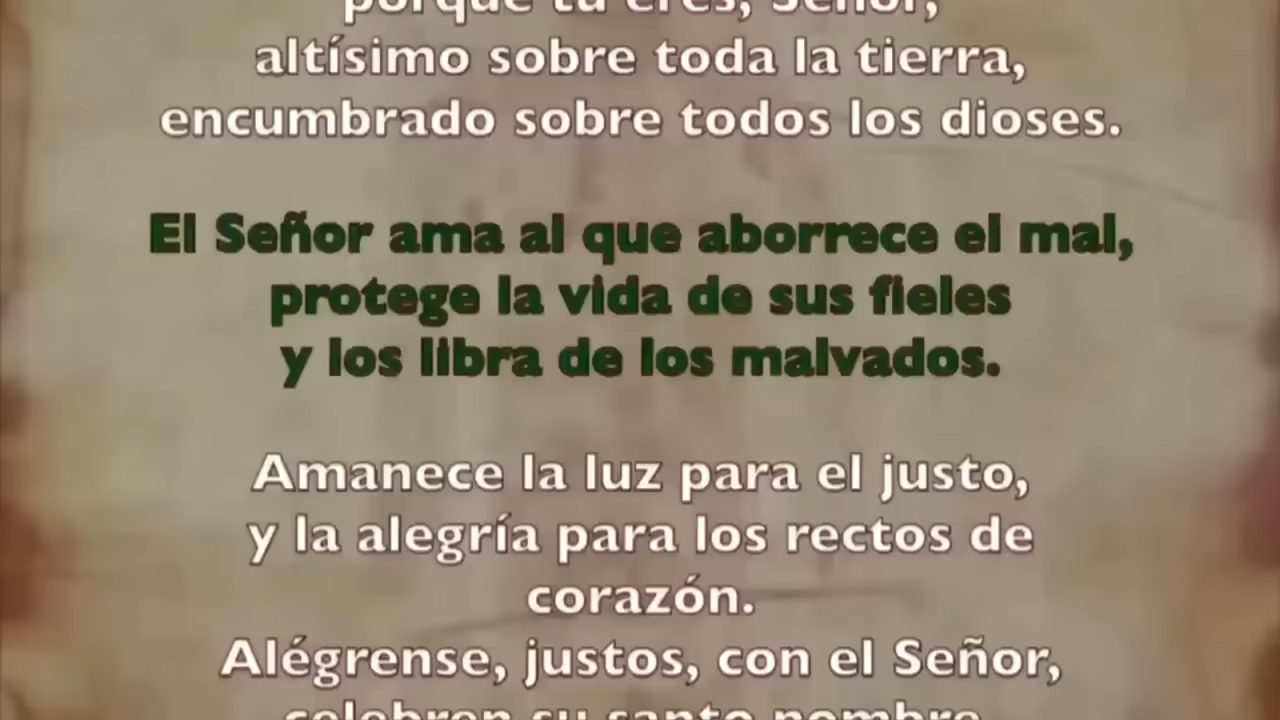 porque tú eres, Señor,
altísimo sobre toda la tierra,
encumbrado sobre todos los dioses.
El Señor ama al que aborrece el mal,
protege la vida de sus fieles
y los libra de los malvados.
Amanece la luz para el justo,
y la alegría para los rectos de
corazón.
Alégrense, justos, con el Señor,
celebren su santo nombre.